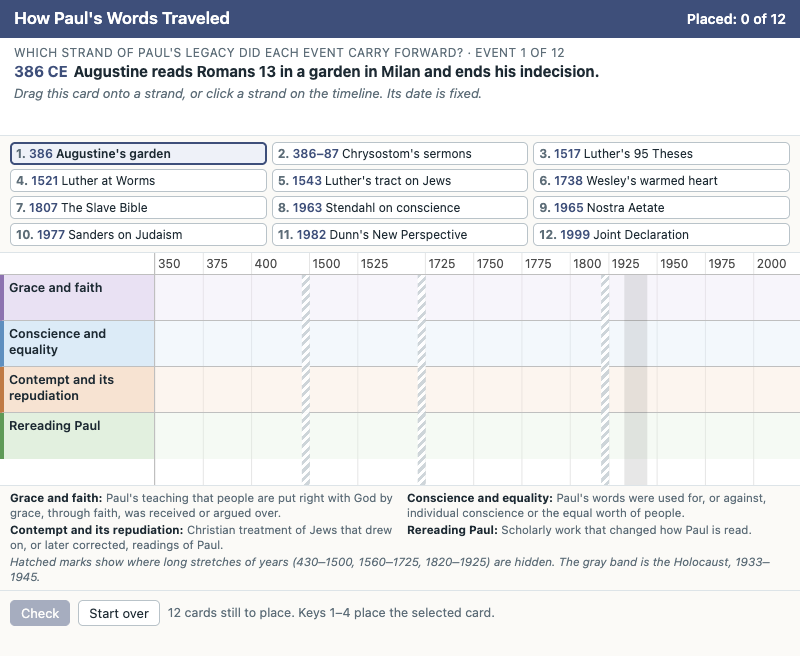 How Paul's Words Traveled
Placed: 0 of 12
WHICH STRAND OF PAUL'S LEGACY DID EACH EVENT CARRY FORWARD? · EVENT 1 OF 12
386 CE Augustine reads Romans 13 in a garden in Milan and ends his indecision.
Drag this card onto a strand, or click a strand on the timeline. Its date is fixed.
1. 386 Augustine's garden
2. 386–87 Chrysostom's sermons
3. 1517 Luther's 95 Theses
4. 1521 Luther at Worms
5. 1543 Luther's tract on Jews
6. 1738 Wesley's warmed heart
7. 1807 The Slave Bible
8. 1963 Stendahl on conscience
9. 1965 Nostra Aetate
10. 1977 Sanders on Judaism
11. 1982 Dunn's New Perspective
12. 1999 Joint Declaration
350 375 400 1500 1525 1725 1750 1775 1800 1925 1950 1975 2000
Grace and faith
Conscience and
equality
Contempt and its
repudiation
Rereading Paul
Grace and faith: Paul's teaching that people are put right with God by
grace, through faith, was received or argued over.
Conscience and equality: Paul's words were used for, or against,
individual conscience or the equal worth of people.
Contempt and its repudiation: Christian treatment of Jews that drew
on, or later corrected, readings of Paul.
Rereading Paul: Scholarly work that changed how Paul is read.
Hatched marks show where long stretches of years (430–1500, 1560–1725, 1820–1925) are hidden. The gray band is the Holocaust, 1933–
1945.
Check
Start over
12 cards still to place. Keys 1–4 place the selected card.